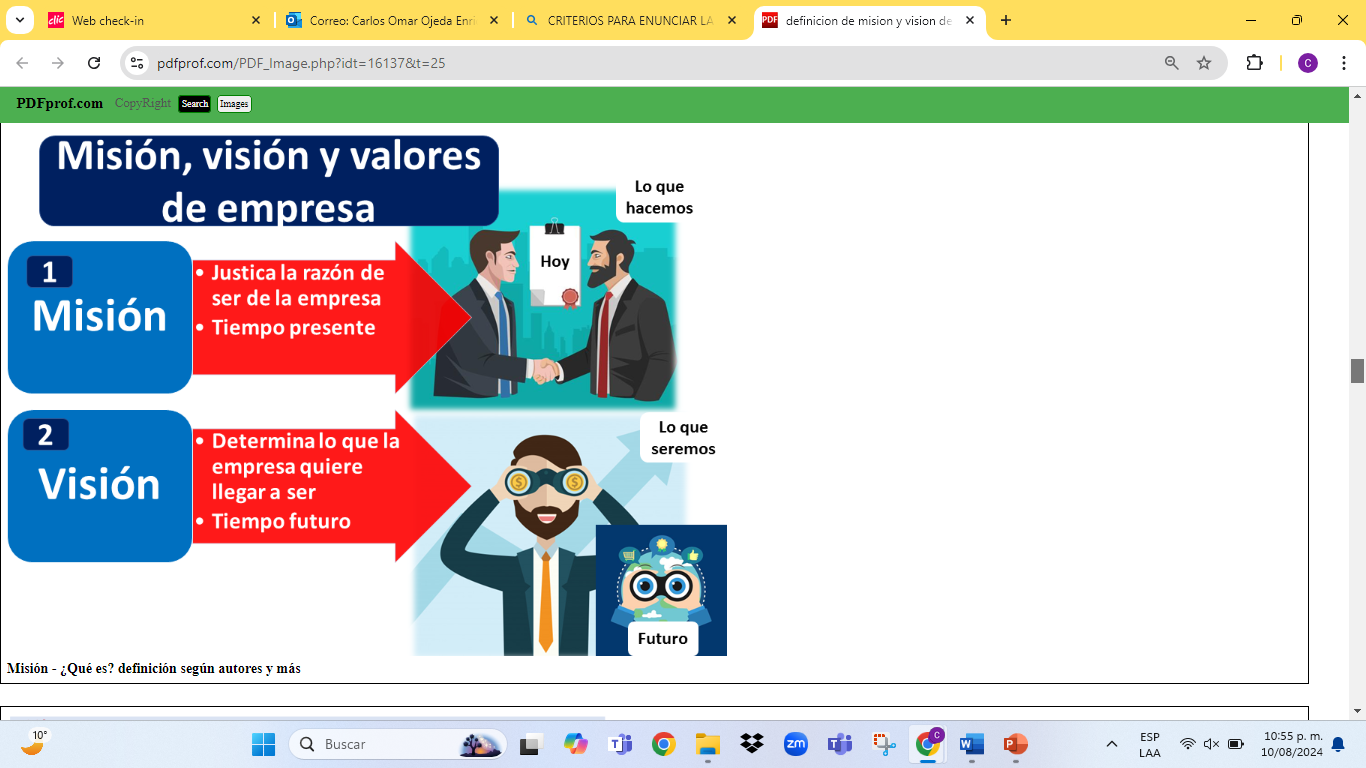 Web check-in
Correo: Carlos Omar Ojeda Enri
CRITERIOS PARA ENUNCIAR LA
PDF
definicion de mision y vision de
pdfprof.com/PDF_Image.php?idt=16137&t=25
C
PDFprof.com CopyRight Search Images
Misión, visión y valores
de empresa
Lo que
hacemos
Hoy
1
Misión
• Justica la razón de
ser de la empresa
• Tiempo presente
2
Visión
• Determina lo que la
empresa quiere
llegar a ser
• Tiempo futuro
Lo que
seremos
Futuro
Misión - ¿Qué es? definición según autores y más
10°
Buscar
zm
C
ESP
LAA
10:55 p. m.
10/08/2024